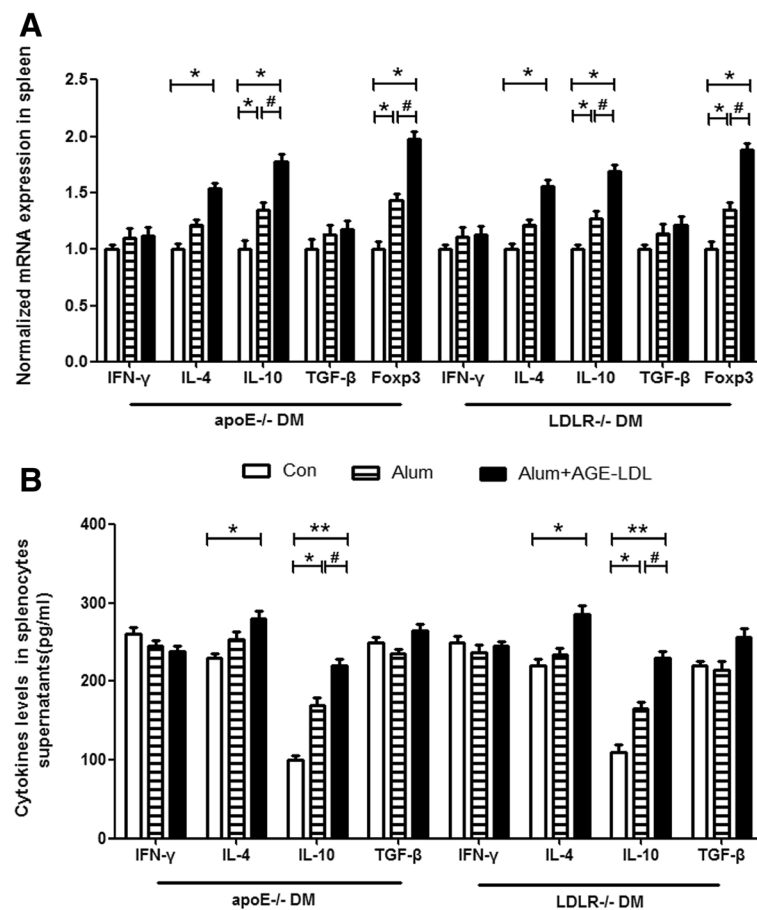 A
* * * * * *
* # * # * # * #
Normalized mRNA expression in spleen
2.5
2.0
1.5
1.0
0.5
0.0
IFN-γ IL-4 IL-10 TGF-β Foxp3 IFN-γ IL-4 IL-10 TGF-β Foxp3
apoE-/- DM LDLR-/- DM
Con Alum Alum+AGE-LDL
B
* ** * **
* # * #
Cytokines levels in splenocytes
supernatants(pg/ml)
400
300
200
100
0
IFN-γ IL-4 IL-10 TGF-β IFN-γ IL-4 IL-10 TGF-β
apoE-/- DM LDLR-/- DM